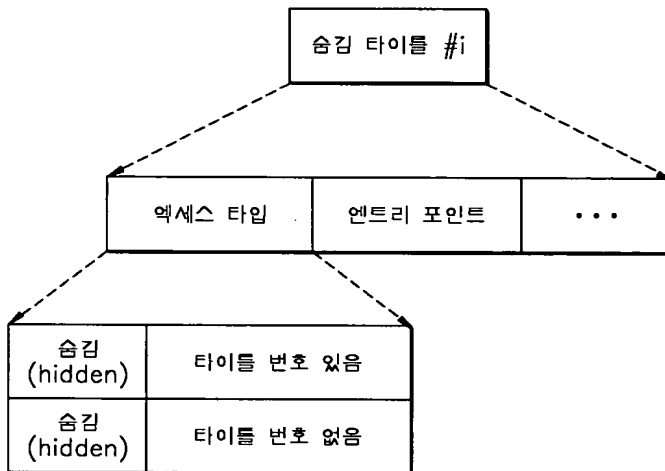 숨김 타이틀 #i
엑세스 타입
엔트리 포인트
...
숨김
(hidden)
타이틀 번호 있음
숨김
(hidden)
타이틀 번호 없음